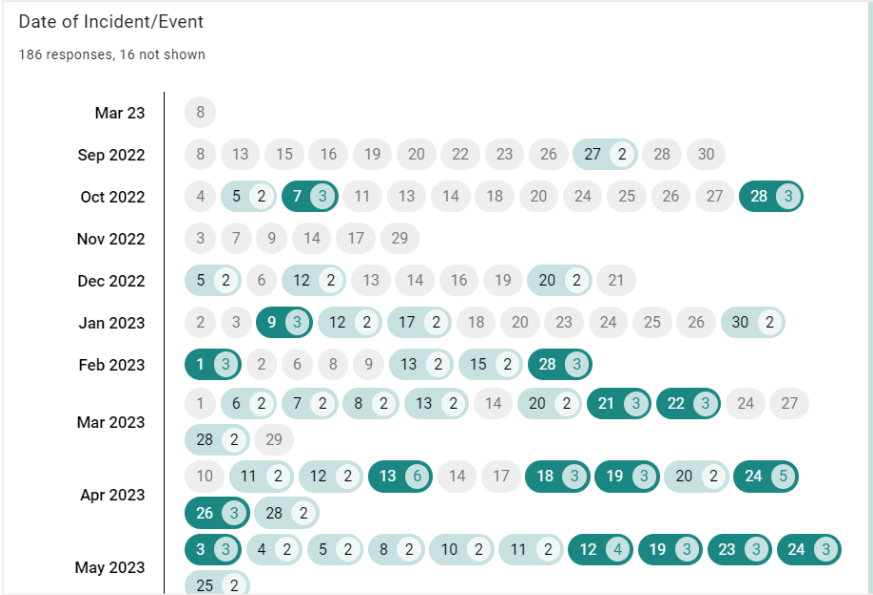 Date of Incident/Event
186 responses, 16 not shown
Mar 23 8
Sep 2022 8 13 15 16 19 20 22 23 26 27 2 28 30
Oct 2022 4 5 2 7 3 11 13 14 18 20 24 25 26 27 28 3
Nov 2022 3 7 9 14 17 29
Dec 2022 5 2 6 12 2 13 14 16 19 20 2 21
Jan 2023 2 3 9 3 12 2 17 2 18 20 23 24 25 26 30 2
Feb 2023 1 3 2 6 8 9 13 2 15 2 28 3
Mar 2023 1 6 2 7 2 8 2 13 2 14 20 2 21 3 22 3 24 27
28 2 29
Apr 2023 10 11 2 12 2 13 6 14 17 18 3 19 3 20 2 24 5
26 3 28 2
May 2023 3 3 4 2 5 2 8 2 10 2 11 2 12 4 19 3 23 3 24 3
25 2